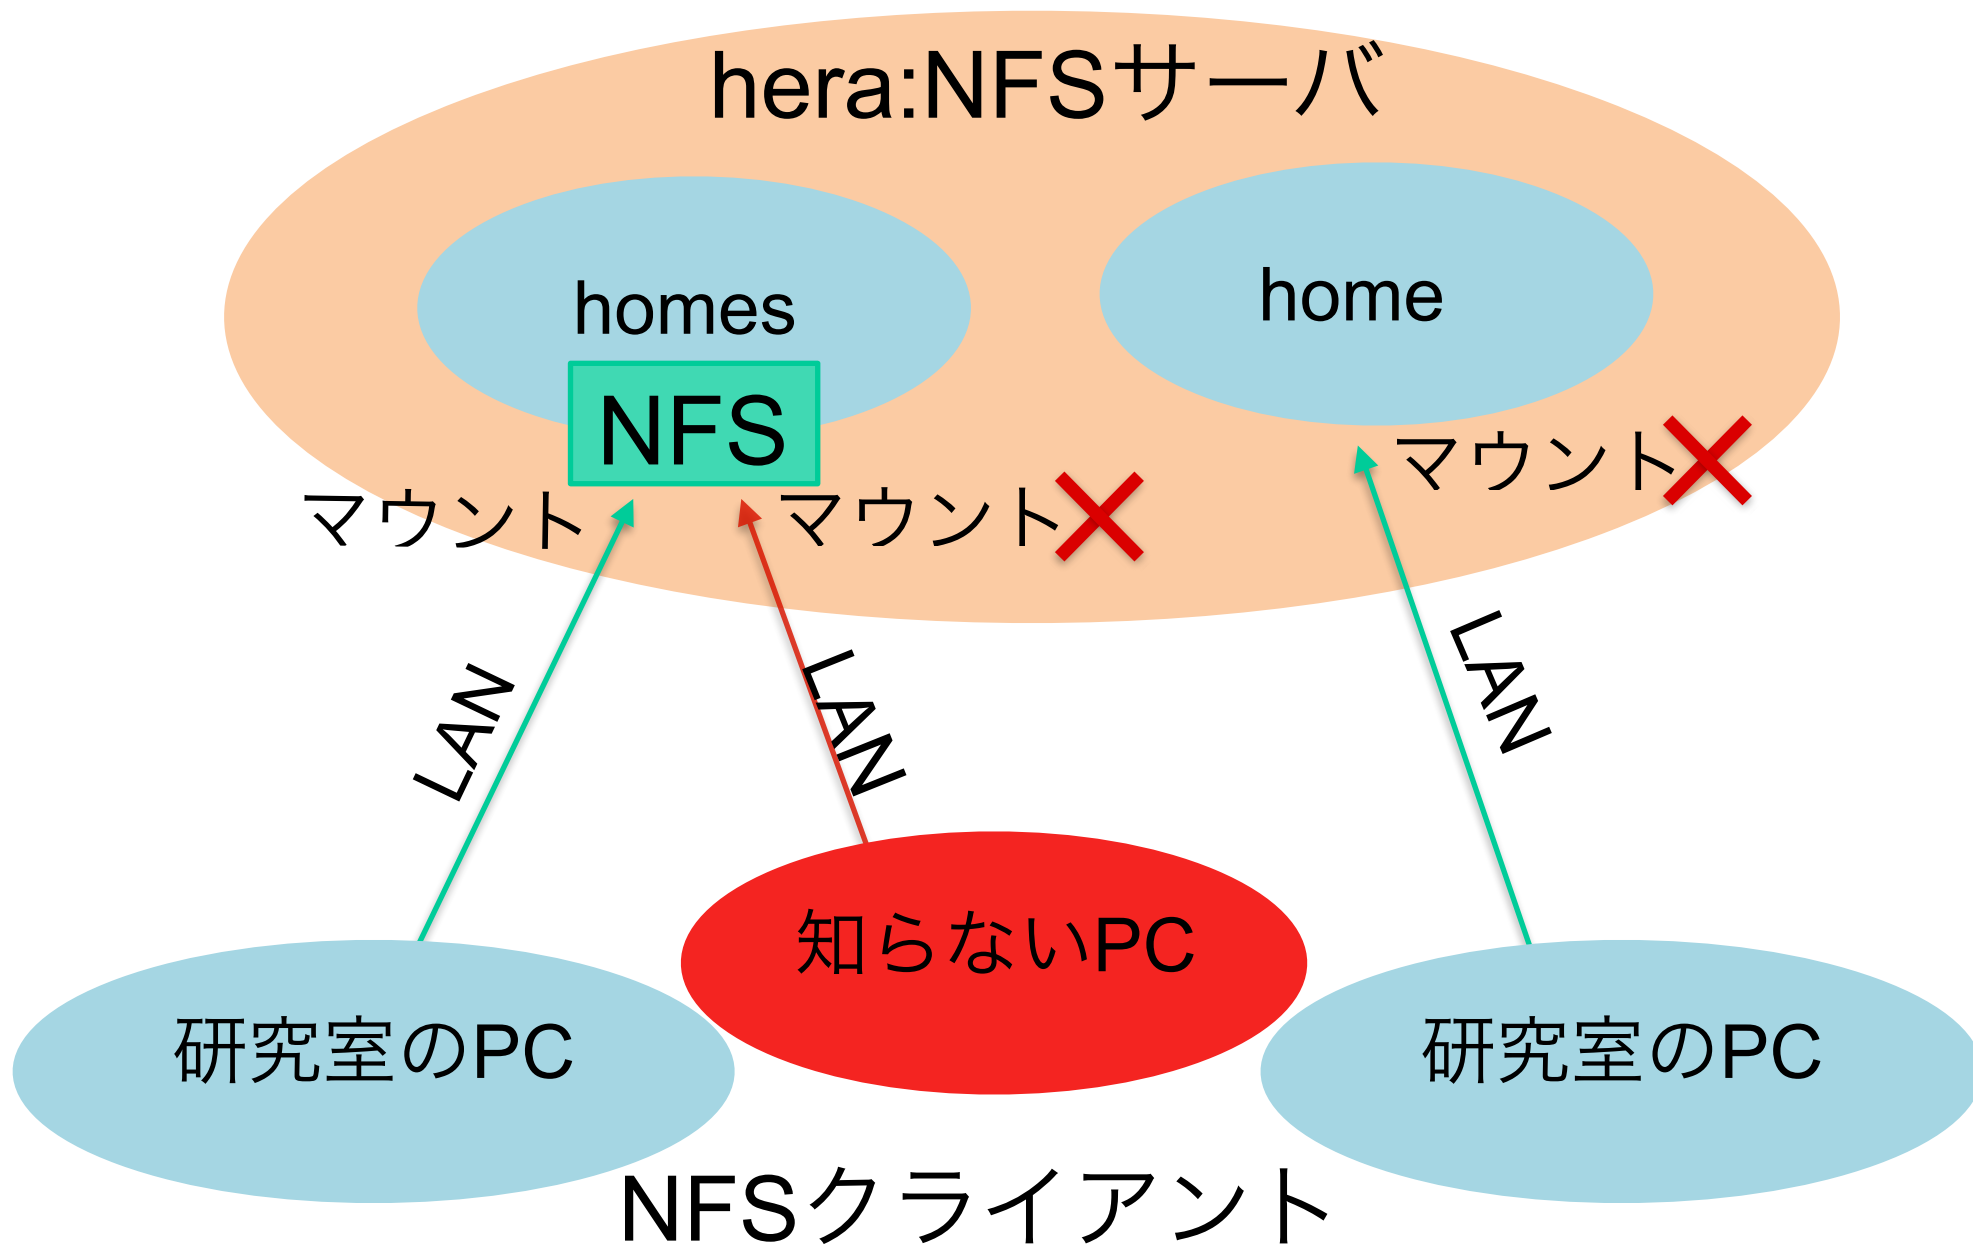 hera:NFSサーバ
homes
home
NFS
マウント
マウント
マウント
LAN
LAN
LAN
知らないPC
研究室のPC
研究室のPC
NFSクライアント